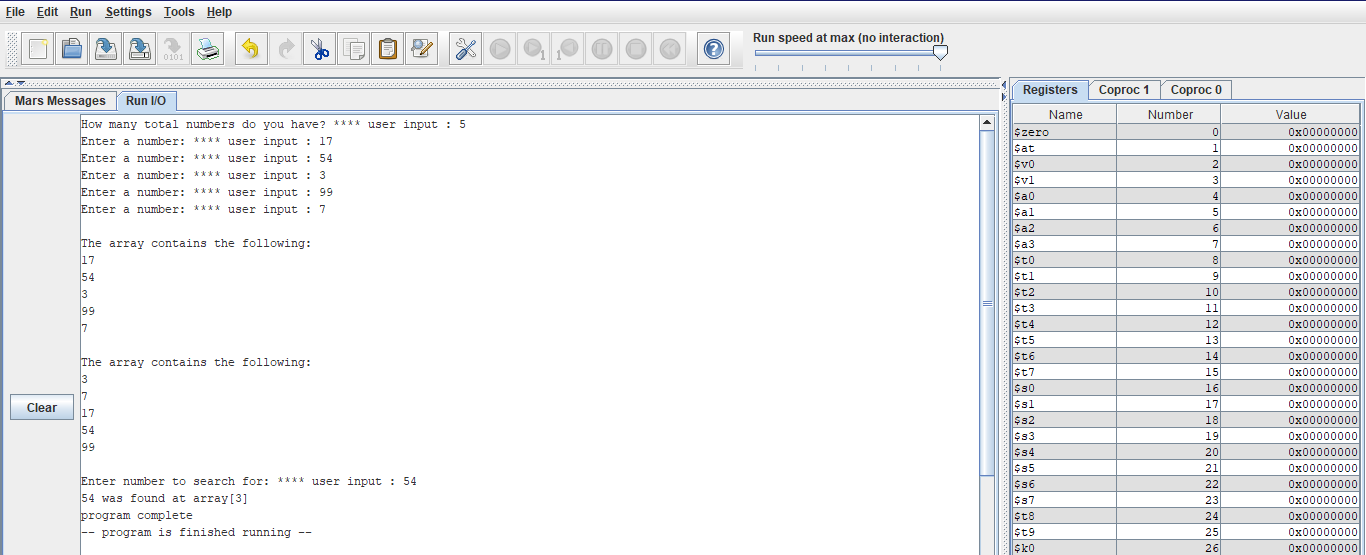 File Edit Run Settings Tools Help
Run speed at max (no interaction)
0101
1
1
Mars Messages Run I/O
How many total numbers do you have? **** user input : 5
Enter a number: **** user input : 17
Enter a number: **** user input : 54
Enter a number: **** user input : 3
Enter a number: **** user input : 99
Enter a number: **** user input : 7
The array contains the following:
17
54
3
99
7
The array contains the following:
3
7
17
54
99
Enter number to search for: **** user input : 54
54 was found at array[3]
program complete
-- program is finished running --
Clear
Registers Coproc 1 Coproc 0
Name Number Value
$zero 0 0x00000000
$at 1 0x00000000
$v0 2 0x00000000
$v1 3 0x00000000
$a0 4 0x00000000
$a1 5 0x00000000
$a2 6 0x00000000
$a3 7 0x00000000
$t0 8 0x00000000
$t1 9 0x00000000
$t2 10 0x00000000
$t3 11 0x00000000
$t4 12 0x00000000
$t5 13 0x00000000
$t6 14 0x00000000
$t7 15 0x00000000
$s0 16 0x00000000
$s1 17 0x00000000
$s2 18 0x00000000
$s3 19 0x00000000
$s4 20 0x00000000
$s5 21 0x00000000
$s6 22 0x00000000
$s7 23 0x00000000
$t8 24 0x00000000
$t9 25 0x00000000
$k0 26 0x00000000